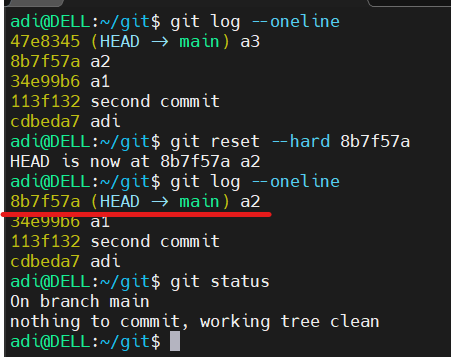 adi@DELL:~/git$ git log --oneline
47e8345 (HEAD → main) a3
8b7f57a a2
34e99b6 a1
113f132 second commit
cdbeda7 adi
adi@DELL:~/git$ git reset --hard 8b7f57a
HEAD is now at 8b7f57a a2
adi@DELL:~/git$ git log --oneline
8b7f57a (HEAD → main) a2
34e99b6 a1
113f132 second commit
cdbeda7 adi
adi@DELL:~/git$ git status
On branch main
nothing to commit, working tree clean
adi@DELL:~/git$